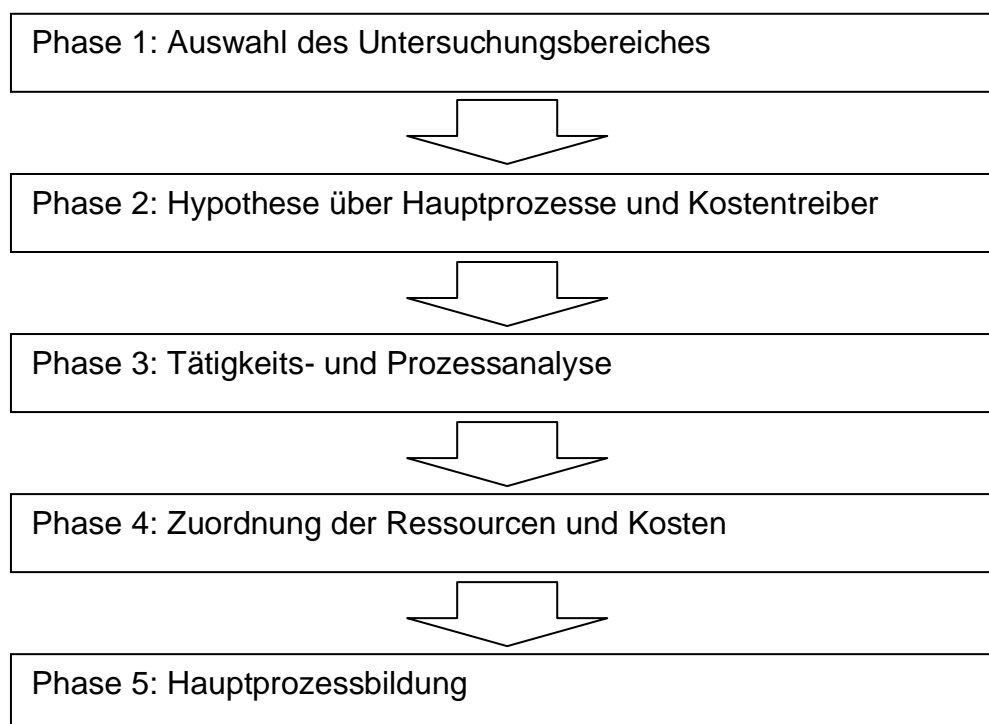 Phase 1: Auswahl des Untersuchungsbereiches
Phase 2: Hypothese über Hauptprozesse und Kostentreiber
Phase 3: Tätigkeits- und Prozessanalyse
Phase 4: Zuordnung der Ressourcen und Kosten
Phase 5: Hauptprozessbildung